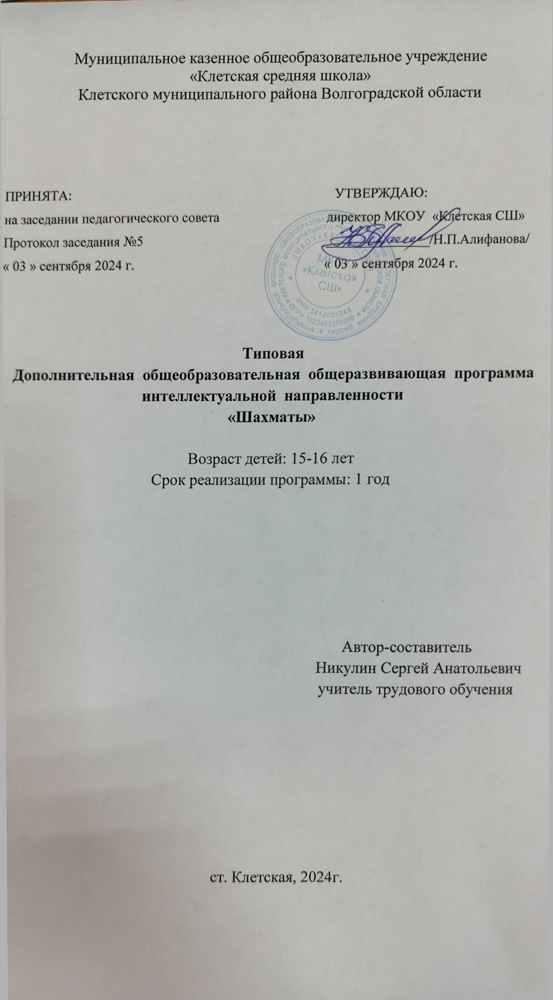 Муниципальное казенное общеобразовательное учреждение
«Клетская средняя школа»
Клетского муниципального района Волгоградской области
ПРИНЯТА:
на заседании педагогического совета
Протокол заседания №5
« 03 » сентября 2024 г.
УТВЕРЖДАЮ:
директор МКОУ «Клетская СШ»
/Н.П.Алифанова/
« 03 » сентября 2024 г.
МКОУ
«Клетская
СШ»
ИНН 3412001048
Типовая
Дополнительная общеобразовательная общеразвивающая программа
интеллектуальной направленности
«Шахматы»
Возраст детей: 15-16 лет
Срок реализации программы: 1 год
Автор-составитель
Никулин Сергей Анатольевич
учитель трудового обучения
ст. Клетская, 2024г.